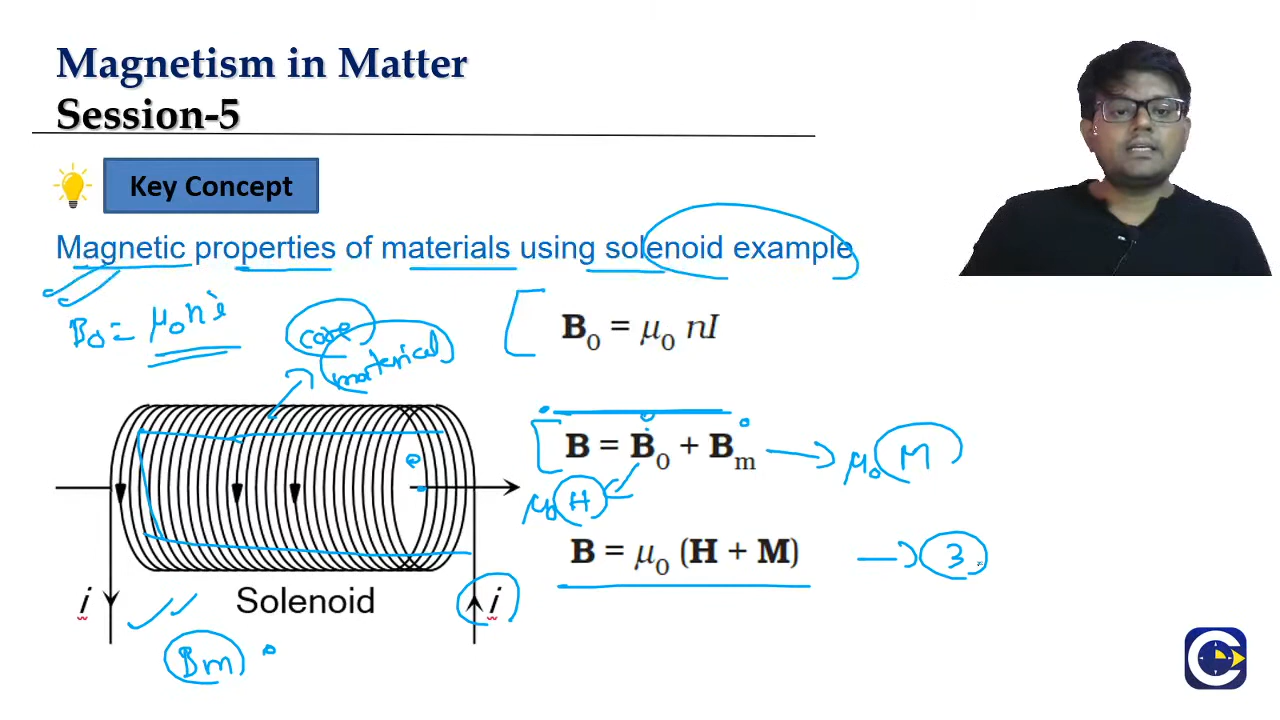 Magnetism in Matter
Session-5
Key Concept
Magnetic properties of materials using solenoid example
B₀ = μ₀ni
core
material
B₀ = μ₀ nI
B = B₀ + Bₘ
μ₀ M
μ₀ H
B = μ₀ (H + M)
3
i
Solenoid
i
Bm